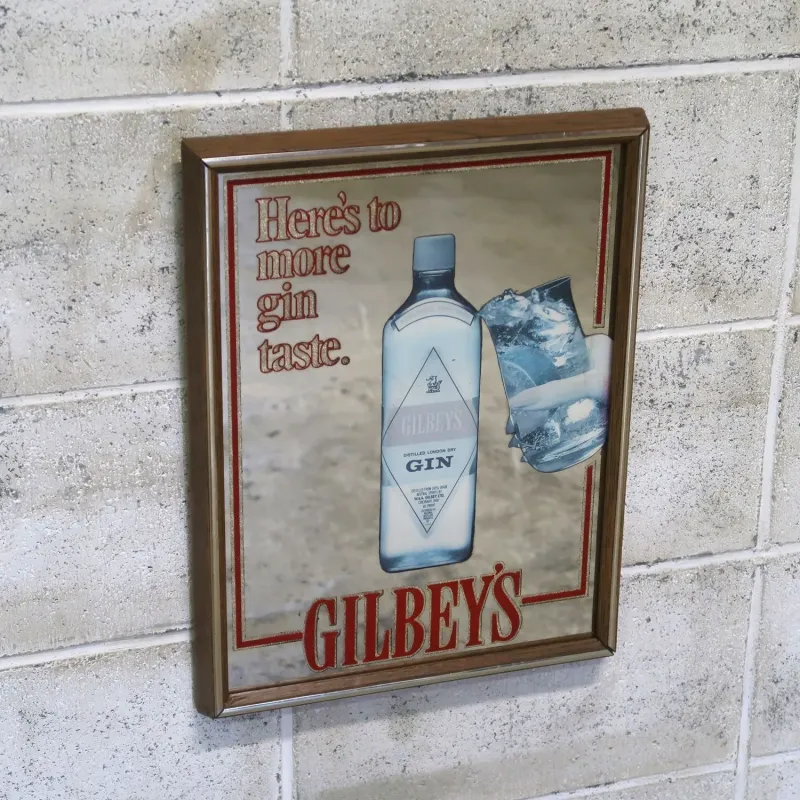 Here's to
more
gin
taste.
GILBEY'S
DISTILLED LONDON DRY
GIN
GILBEY'S